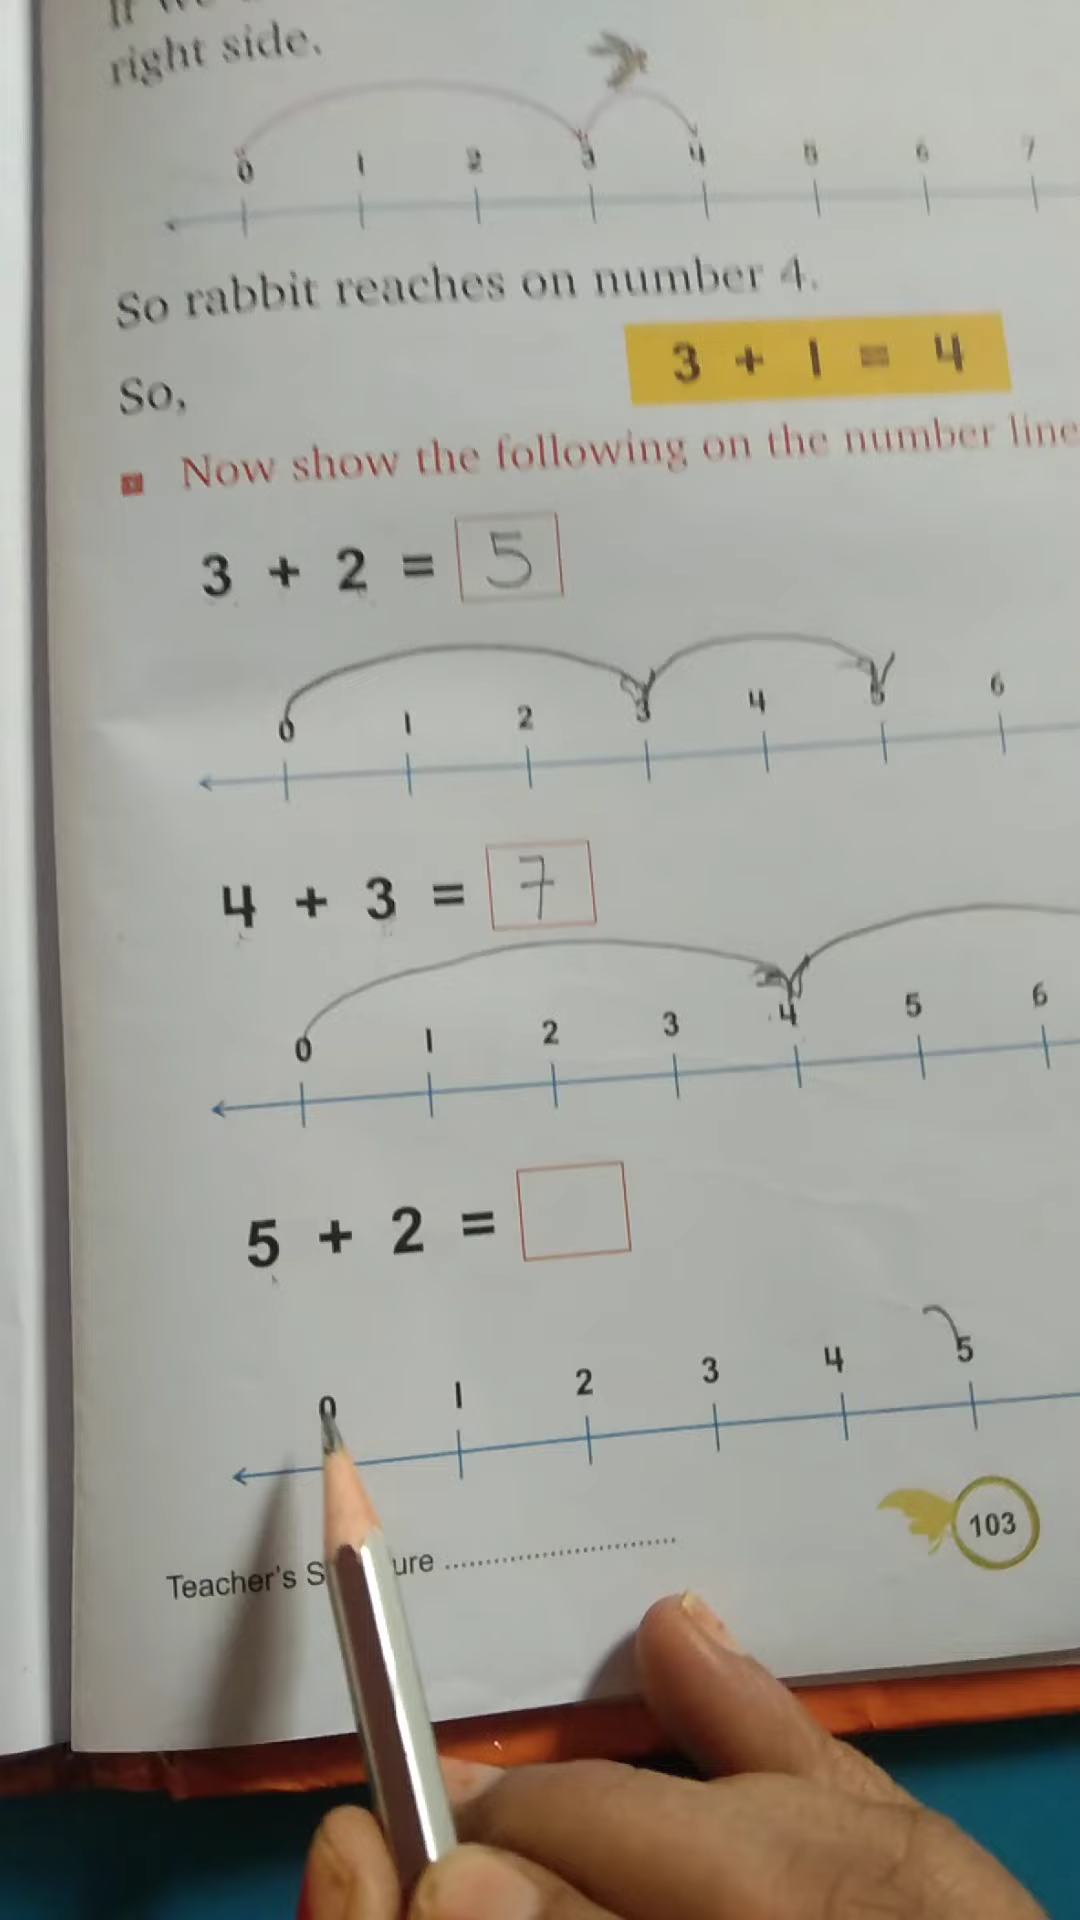 right side.
0 1 2 3 4 5 6 7
So rabbit reaches on number 4.
So,
3 + 1 = 4
Now show the following on the number line
3 + 2 = 5
0 1 2 3 4 5 6
4 + 3 = 7
0 1 2 3 4 5 6
5 + 2 =
0 1 2 3 4 5
Teacher's S ure ....................
103